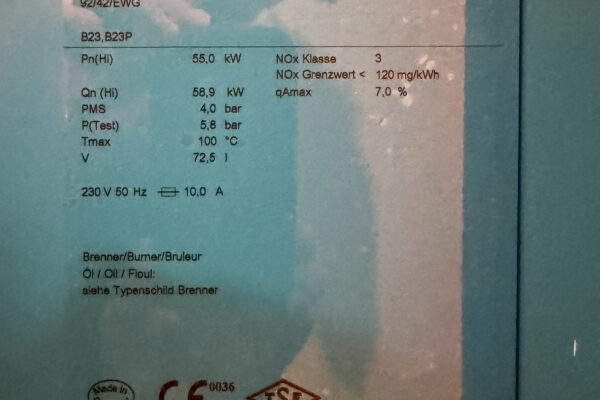 92/42/EWG
B23,B23P
Pn(Hi) 55,0 kW NOx Klasse 3
NOx Grenzwert < 120 mg/kWh
Qn (Hi) 58,9 kW qAmax 7,0 %
PMS 4,0 bar
P(Test) 5,8 bar
Tmax 100 °C
V 72,5 l
230 V 50 Hz 10,0 A
Brenner/Burner/Bruleur
Öl / Oil / Fioul:
siehe Typenschild Brenner
Made in
CE 0036
TSE